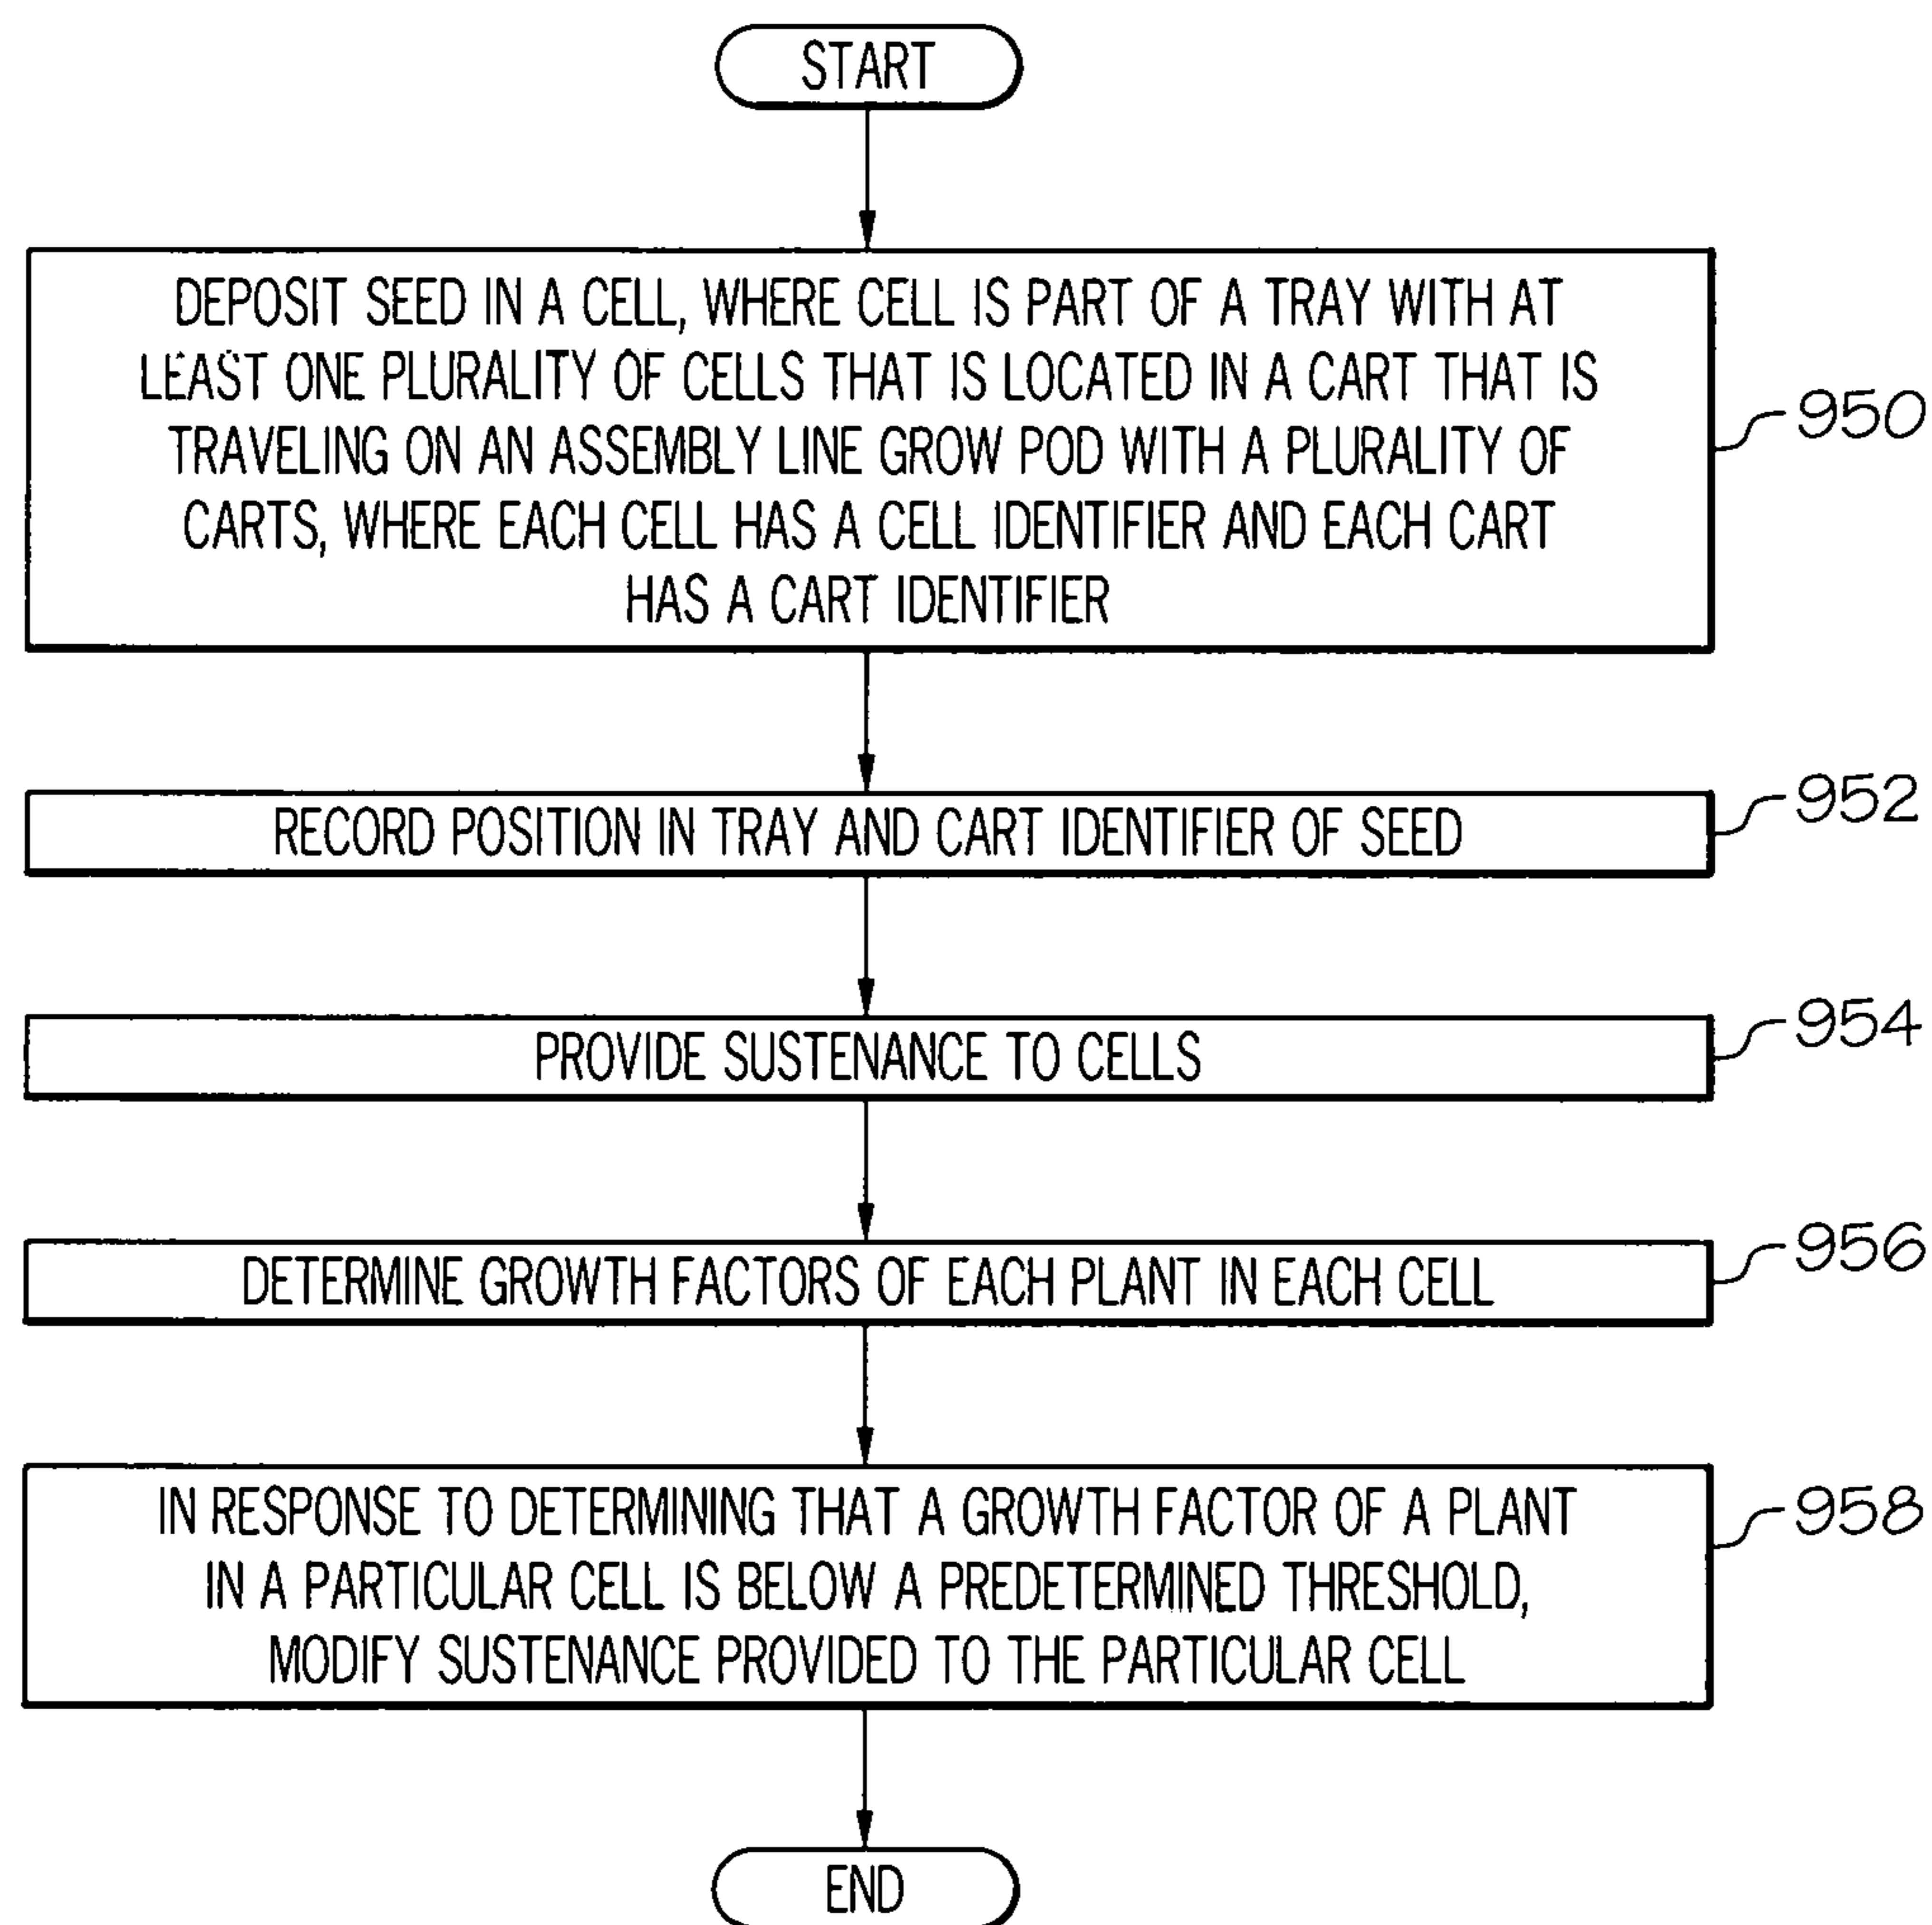 START
DEPOSIT SEED IN A CELL, WHERE CELL IS PART OF A TRAY WITH AT
LEAST ONE PLURALITY OF CELLS THAT IS LOCATED IN A CART THAT IS
TRAVELING ON AN ASSEMBLY LINE GROW POD WITH A PLURALITY OF
CARTS, WHERE EACH CELL HAS A CELL IDENTIFIER AND EACH CART
HAS A CART IDENTIFIER
950
RECORD POSITION IN TRAY AND CART IDENTIFIER OF SEED
952
PROVIDE SUSTENANCE TO CELLS
954
DETERMINE GROWTH FACTORS OF EACH PLANT IN EACH CELL
956
IN RESPONSE TO DETERMINING THAT A GROWTH FACTOR OF A PLANT
IN A PARTICULAR CELL IS BELOW A PREDETERMINED THRESHOLD,
MODIFY SUSTENANCE PROVIDED TO THE PARTICULAR CELL
958
END